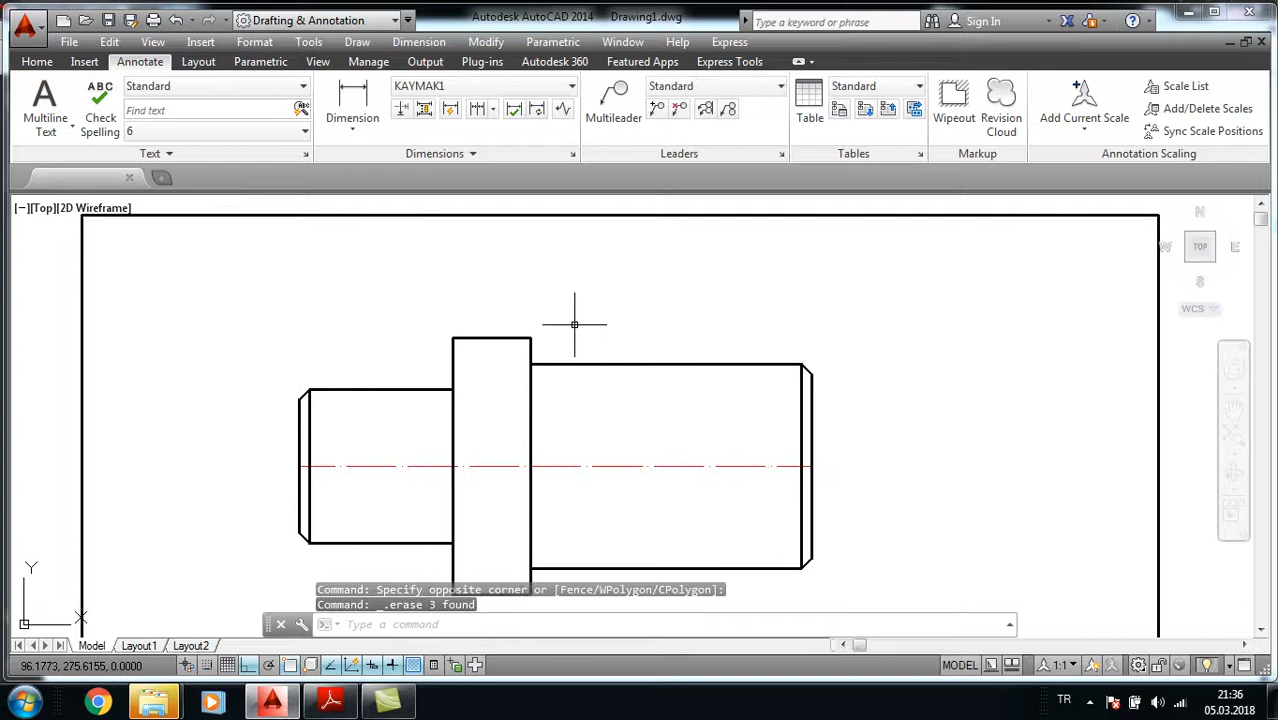 Drafting & Annotation
Autodesk AutoCAD 2014 Drawing1.dwg
Type a keyword or phrase
Sign In
File Edit View Insert Format Tools Draw Dimension Modify Parametric Window Help Express
Home Insert Annotate Layout Parametric View Manage Output Plug-ins Autodesk 360 Featured Apps Express Tools
Multiline
Text
ABC
Check
Spelling
Standard
Find text
6
Dimension
KAYMAK1
Multileader
Standard
Table
Standard
Wipeout
Revision
Cloud
Add Current Scale
Scale List
Add/Delete Scales
Sync Scale Positions
Text
Dimensions
Leaders
Tables
Markup
Annotation Scaling
[−][Top][2D Wireframe]
N
W
TOP
E
S
WCS
Y
X
Command: Specify opposite corner or [Fence/WPolygon/CPolygon]:
Command: _.erase 3 found
Type a command
Model Layout1 Layout2
96.1773, 275.6155, 0.0000
MODEL
1:1
TR
21:36
05.03.2018